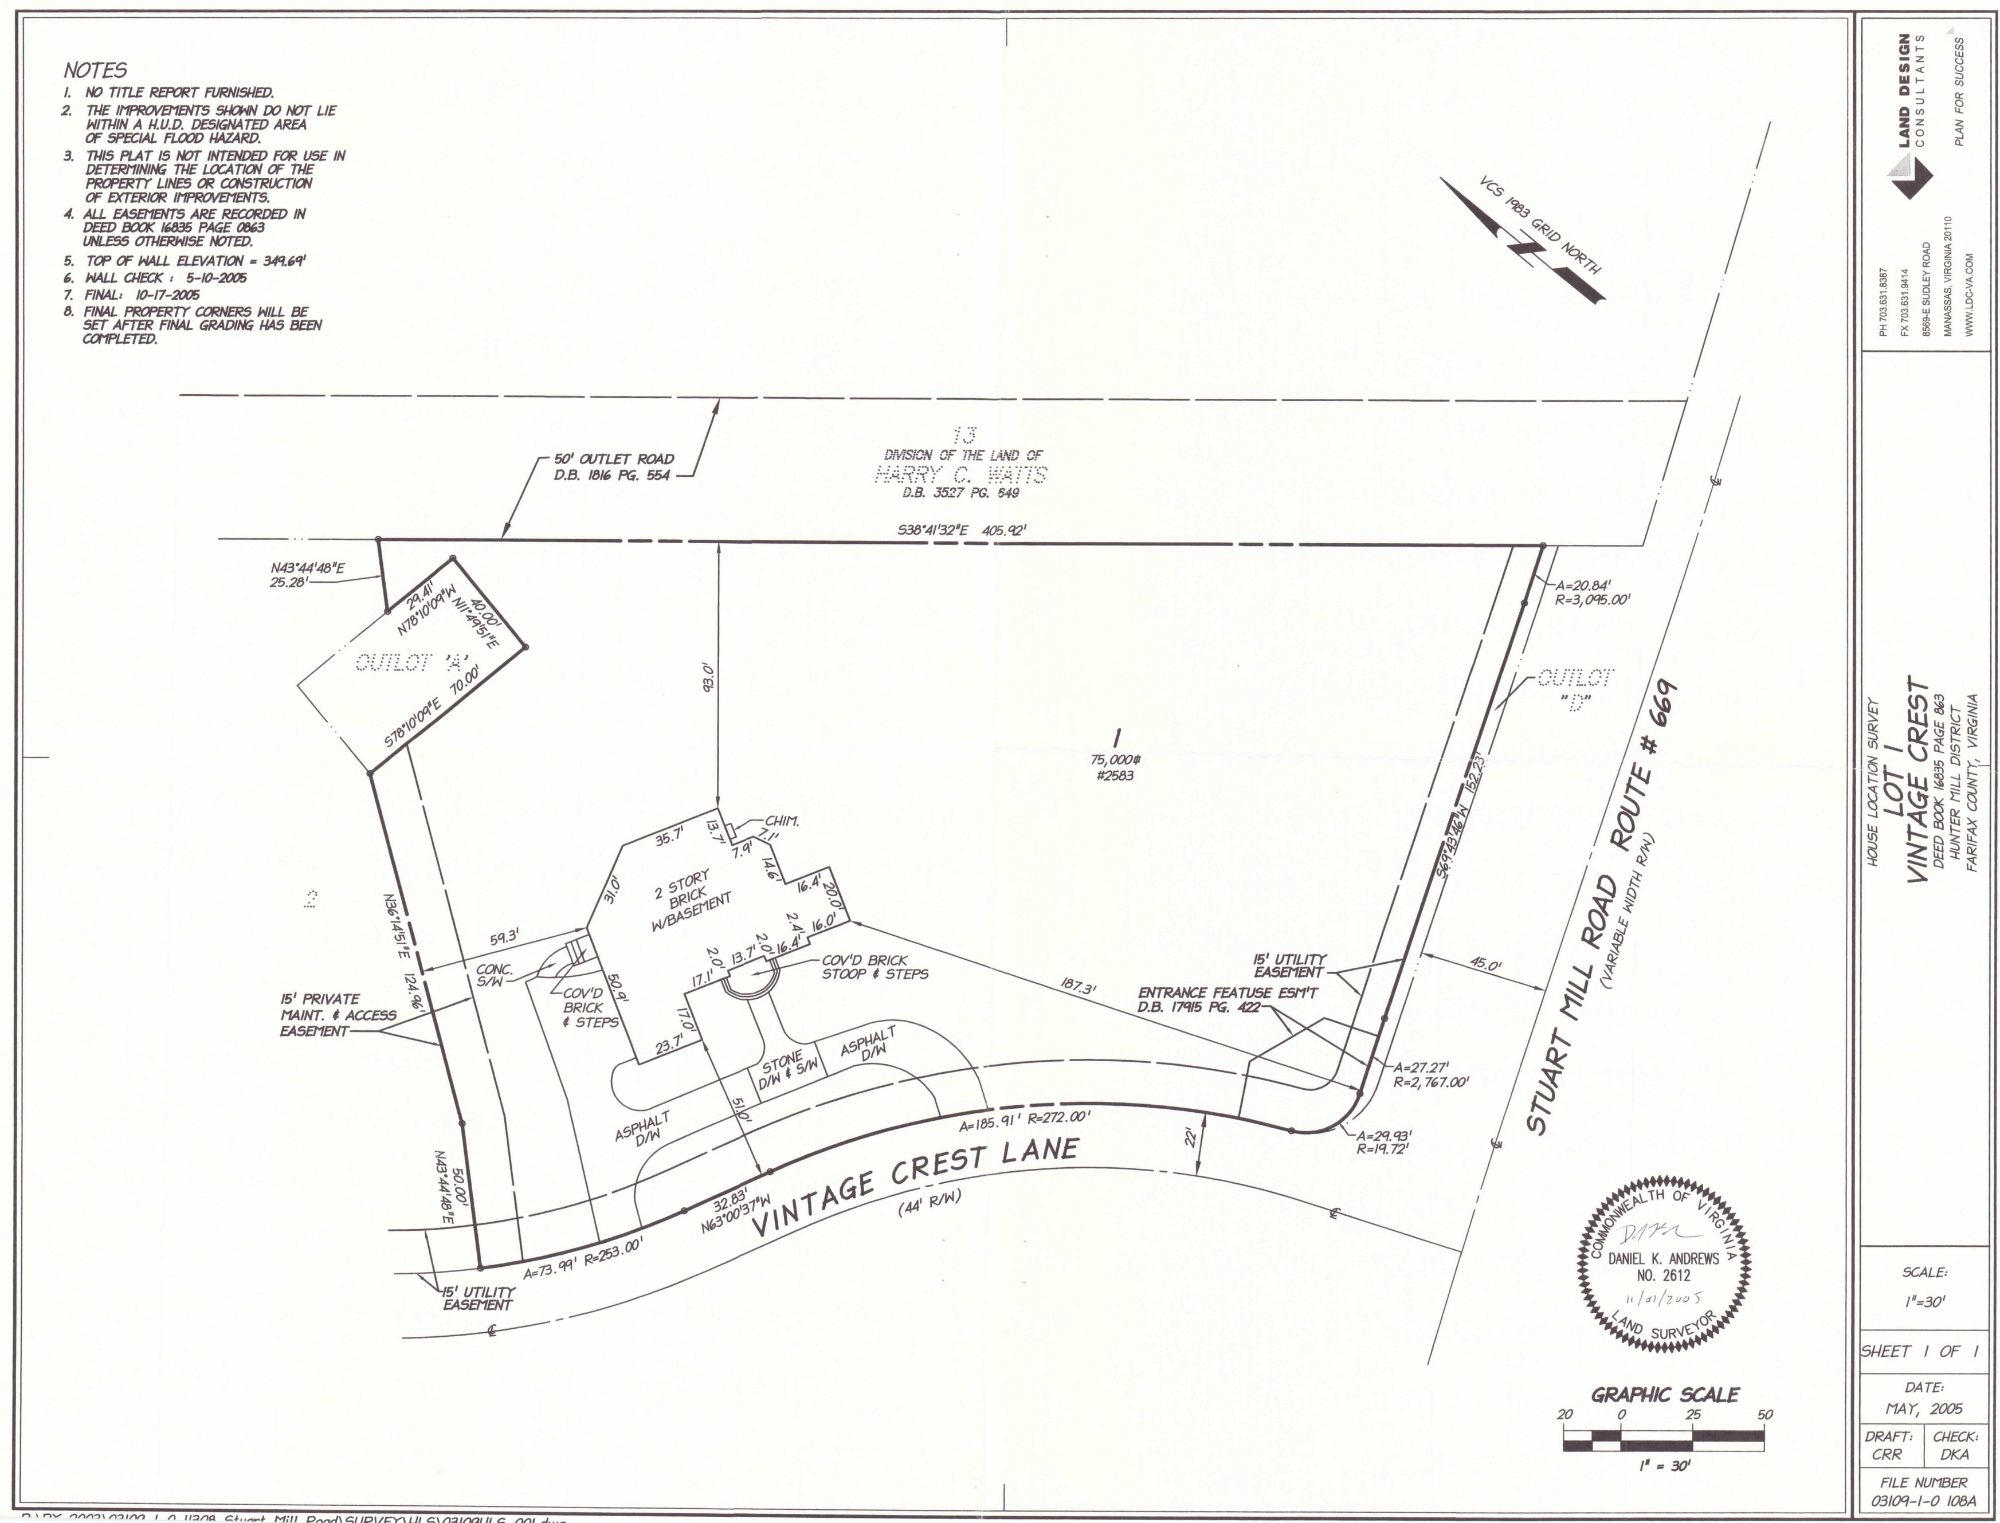 NOTES
1. NO TITLE REPORT FURNISHED.
2. THE IMPROVEMENTS SHOWN DO NOT LIE
WITHIN A H.U.D. DESIGNATED AREA
OF SPECIAL FLOOD HAZARD.
3. THIS PLAT IS NOT INTENDED FOR USE IN
DETERMINING THE LOCATION OF THE
PROPERTY LINES OR CONSTRUCTION
OF EXTERIOR IMPROVEMENTS.
4. ALL EASEMENTS ARE RECORDED IN
DEED BOOK 16835 PAGE 0863
UNLESS OTHERWISE NOTED.
5. TOP OF WALL ELEVATION = 349.69'
6. WALL CHECK : 5-10-2005
7. FINAL: 10-17-2005
8. FINAL PROPERTY CORNERS WILL BE
SET AFTER FINAL GRADING HAS BEEN
COMPLETED.
VCS 1983 GRID NORTH
50' OUTLET ROAD
D.B. 1816 PG. 554
13
DIVISION OF THE LAND OF
HARRY C. WATTS
D.B. 3527 PG. 649
S38°41'32"E 405.92'
N43°44'48"E
25.28'
29.41'
N78°10'09"W
40.00'
N11°49'51"E
OUTLOT 'A'
S78°10'09"E 70.00'
93.0'
A=20.84'
R=3,095.00'
OUTLOT
"D"
1
75,000#
#2583
S69°43'46"W 152.23'
STUART MILL ROAD ROUTE # 669
(VARIABLE WIDTH R/W)
2
N36°14'51"E 124.96'
59.3'
35.7'
13.7'
CHIM.
7.1'
7.9'
14.6'
16.4'
20.0'
31.0'
2 STORY
BRICK
W/BASEMENT
16.0'
2.4'
16.4'
2.0'
13.7'
2.0'
17.1'
17.0'
23.7'
50.9'
CONC.
S/W
COV'D
BRICK
& STEPS
COV'D BRICK
STOOP & STEPS
187.3'
15' UTILITY
EASEMENT
45.0'
ENTRANCE FEATUSE ESM'T
D.B. 17915 PG. 422
15' PRIVATE
MAINT. & ACCESS
EASEMENT
STONE
D/W & S/W
ASPHALT
D/W
ASPHALT
D/W
51.0'
A=27.27'
R=2,767.00'
A=29.93'
R=19.72'
A=185.91' R=272.00'
22'
VINTAGE CREST LANE
(44' R/W)
32.83'
N63°00'37"W
N43°44'48"E
50.00'
A=73.99' R=253.00'
15' UTILITY
EASEMENT
COMMONWEALTH OF VIRGINIA
DANIEL K. ANDREWS
NO. 2612
11/01/2005
LAND SURVEYOR
GRAPHIC SCALE
20 0 25 50
1" = 30'
LAND DESIGN
CONSULTANTS
PLAN FOR SUCCESS
PH 703.631.8387
FX 703.631.9414
8569-E SUDLEY ROAD
MANASSAS, VIRGINIA 20110
WWW.LDC-VA.COM
HOUSE LOCATION SURVEY
LOT 1
VINTAGE CREST
DEED BOOK 16835 PAGE 863
HUNTER MILL DISTRICT
FARIFAX COUNTY, VIRGINIA
SCALE:
1"=30'
SHEET 1 OF 1
DATE:
MAY, 2005
DRAFT:
CRR
CHECK:
DKA
FILE NUMBER
03109-1-0 108A